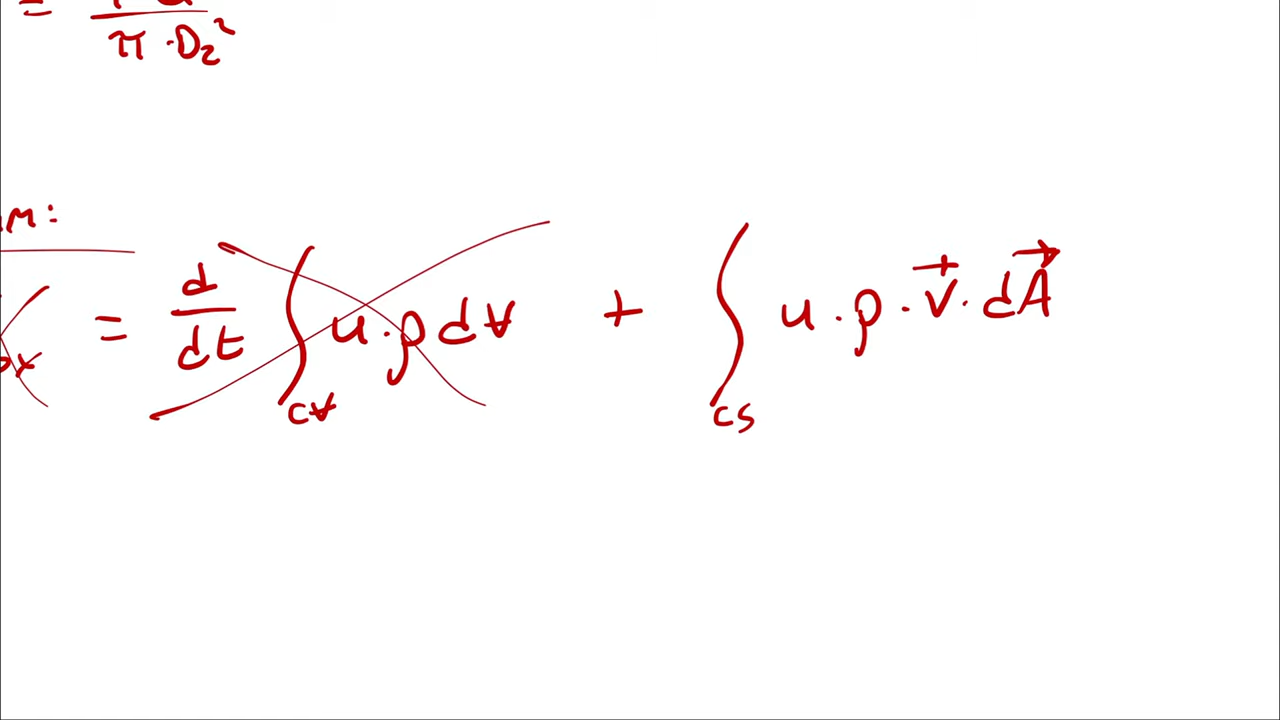 = / π · D₂²
m:
= d/dt ∫_CV u · ρ dV + ∫_CS u · ρ · v⃗ · dA⃗